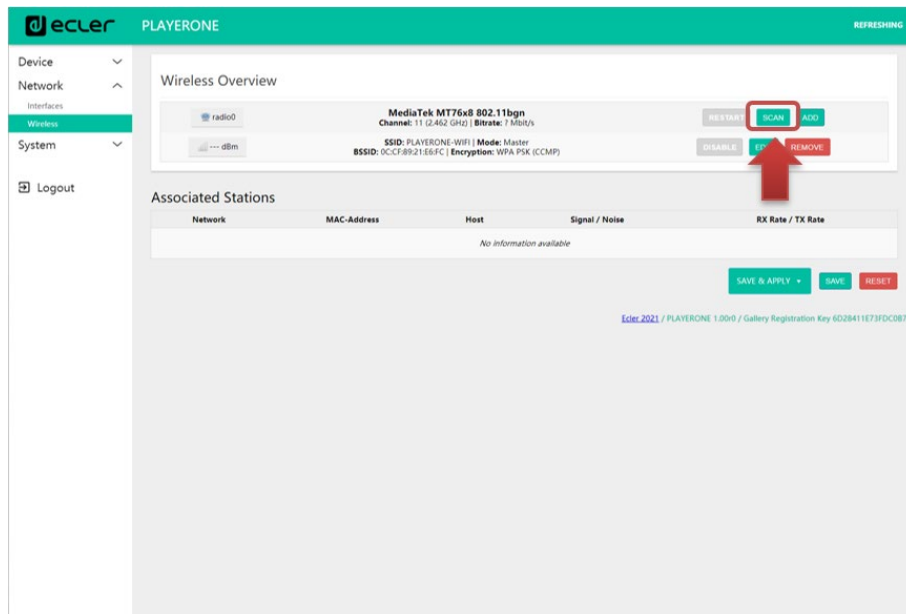 ecler PLAYERONE REFRESHING
Device
Network
Interfaces
Wireless
System
Logout
Wireless Overview
radio0
MediaTek MT76x8 802.11bgn
Channel: 11 (2.462 GHz) | Bitrate: ? Mbit/s
RESTART SCAN ADD
--- dBm
SSID: PLAYERONE-WIFI | Mode: Master
BSSID: 0C:CF:89:21:E6:FC | Encryption: WPA PSK (CCMP)
DISABLE REMOVE
Associated Stations
Network MAC-Address Host Signal / Noise RX Rate / TX Rate
No information available
SAVE & APPLY SAVE RESET
Ecler 2021 / PLAYERONE 1.00r0 / Gallery Registration Key 6D28411E73FDC087